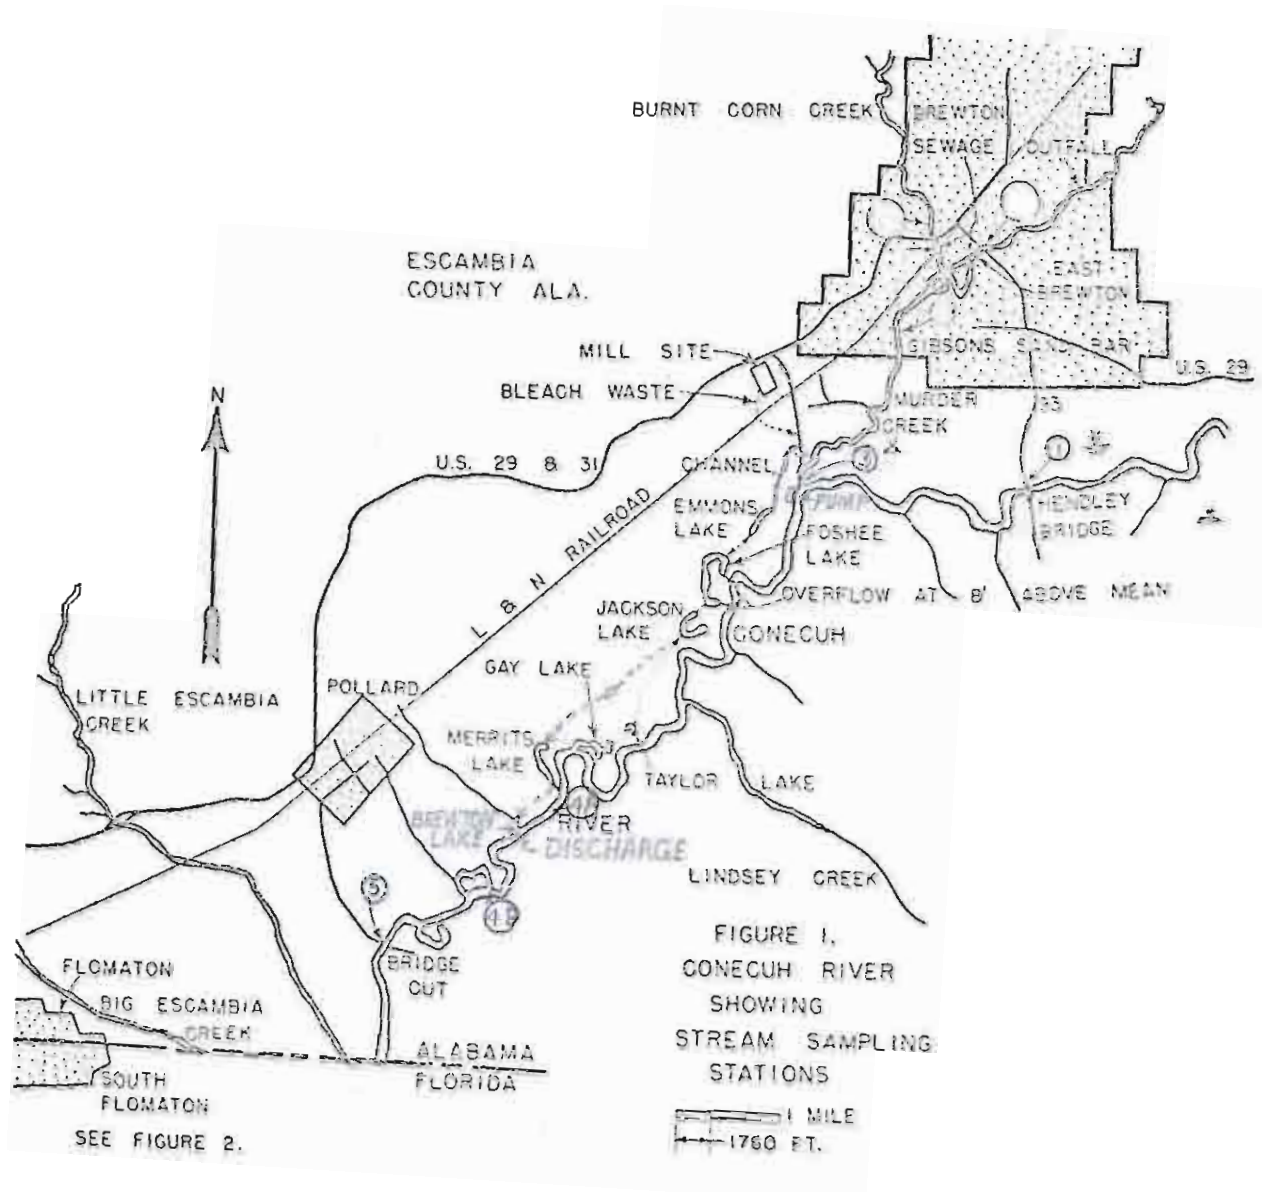 BURNT CORN CREEK
BREWTON
SEWAGE OUTFALL
ESCAMBIA
COUNTY ALA.
EAST
BREWTON
MILL SITE
GIBSONS SAND BAR
U.S. 29
BLEACH WASTE
MURDER
CREEK
N
U.S. 29 & 31
CHANNEL
PUMP
EMMONS
LAKE
HENDLEY
BRIDGE
L & N RAILROAD
FOSHEE
LAKE
OVERFLOW AT 8' ABOVE MEAN
JACKSON
LAKE
CONECUH
GAY LAKE
POLLARD
LITTLE ESCAMBIA
CREEK
MERRITS
LAKE
TAYLOR LAKE
BREWTON
LAKE
RIVER
DISCHARGE
LINDSEY CREEK
5
BRIDGE
CUT
FIGURE 1.
CONECUH RIVER
SHOWING
STREAM SAMPLING
STATIONS
FLOMATON
BIG ESCAMBIA
CREEK
ALABAMA
FLORIDA
SOUTH
FLOMATON
1 MILE
1760 FT.
SEE FIGURE 2.